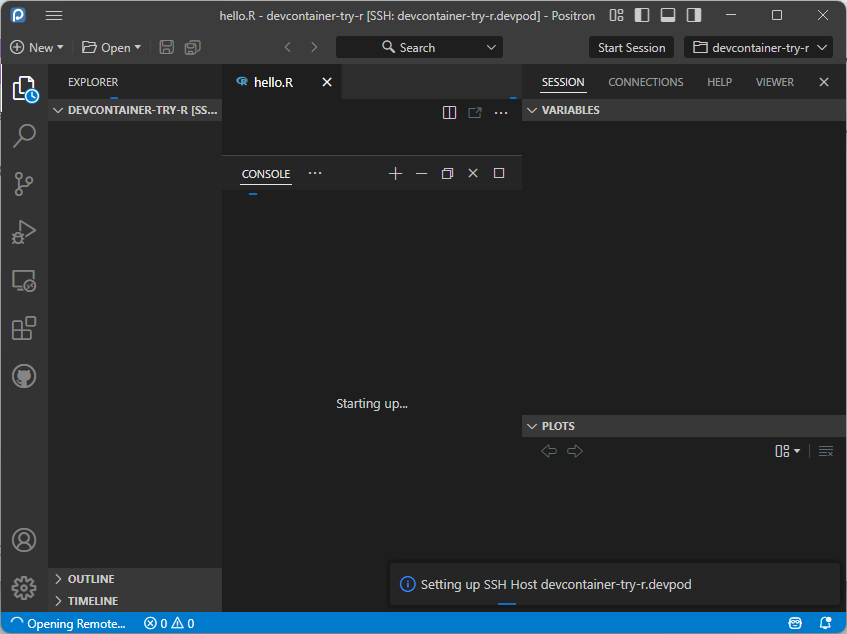 hello.R - devcontainer-try-r [SSH: devcontainer-try-r.devpod] - Positron
New Open Search Start Session devcontainer-try-r
EXPLORER
DEVCONTAINER-TRY-R [SS...
hello.R
CONSOLE
Starting up...
SESSION CONNECTIONS HELP VIEWER
VARIABLES
PLOTS
OUTLINE
TIMELINE
Setting up SSH Host devcontainer-try-r.devpod
Opening Remote... 0 0